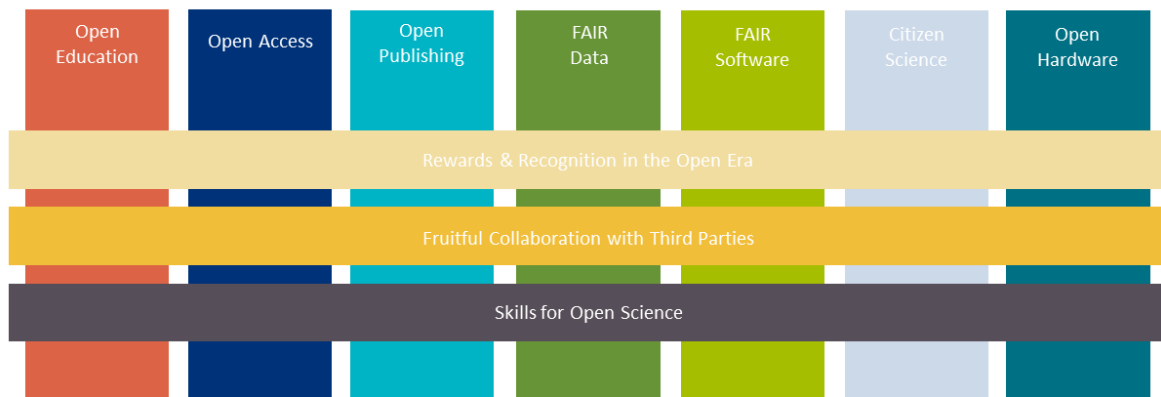 Open
Education
Open Access
Open
Publishing
FAIR
Data
FAIR
Software
Citizen
Science
Open
Hardware
Rewards & Recognition in the Open Era
Fruitful Collaboration with Third Parties
Skills for Open Science